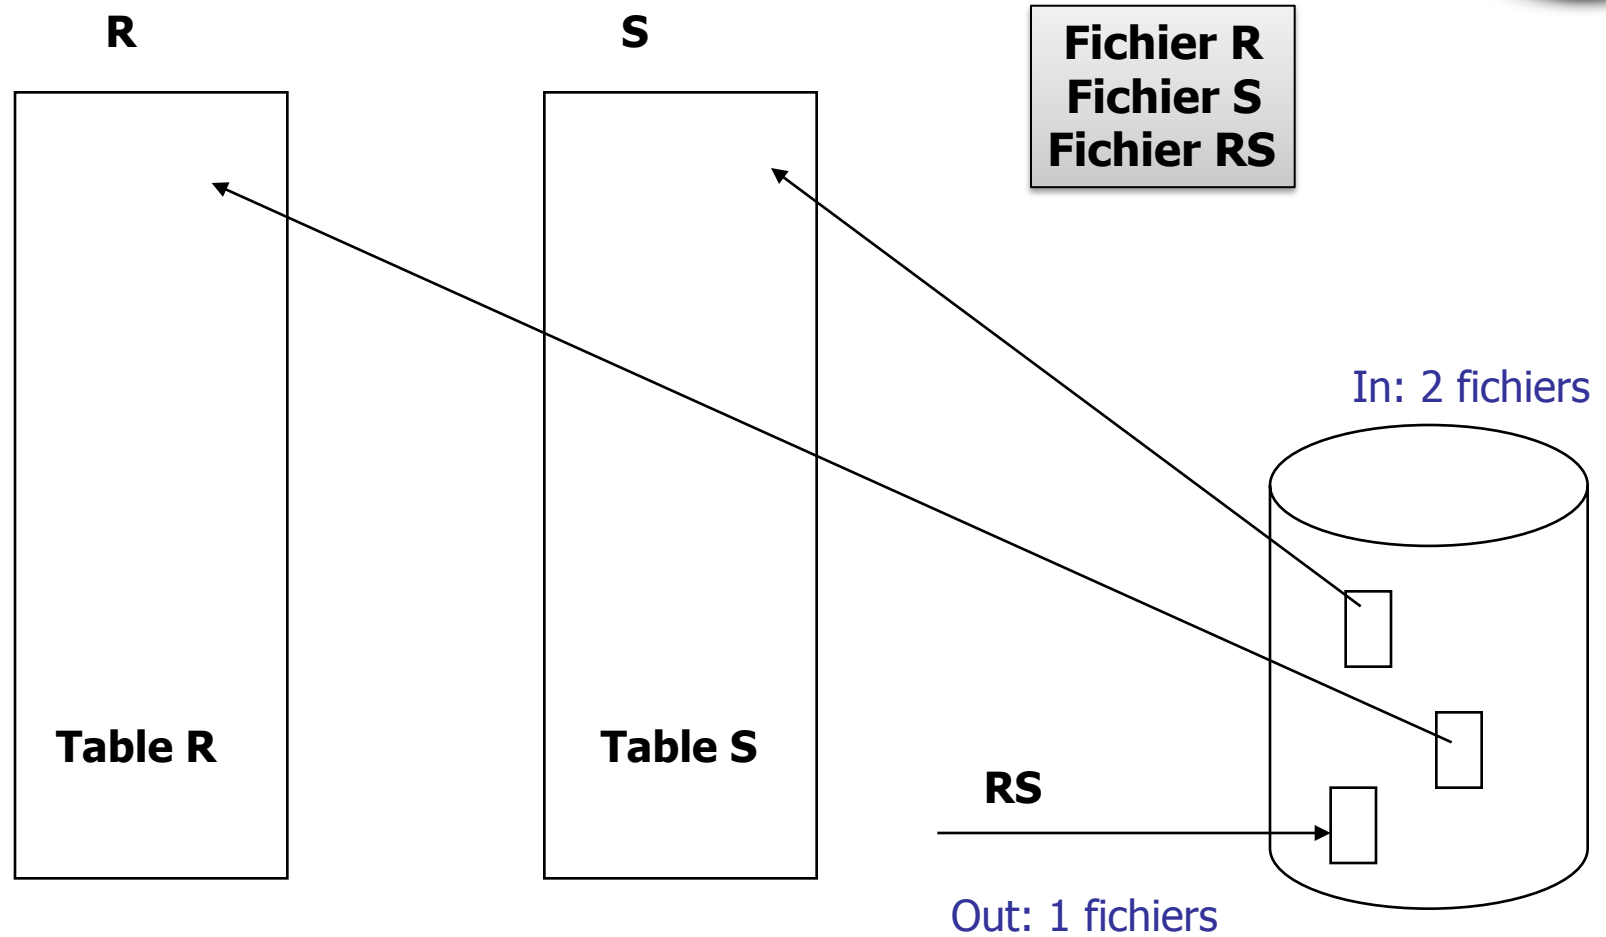 R
S
Fichier R
Fichier S
Fichier RS
In: 2 fichiers
Table R
Table S
RS
Out: 1 fichiers